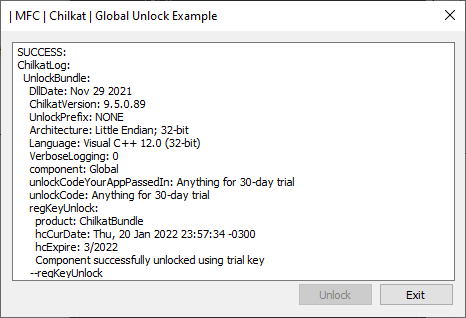 | MFC | Chilkat | Global Unlock Example
SUCCESS:
ChilkatLog:
UnlockBundle:
DllDate: Nov 29 2021
ChilkatVersion: 9.5.0.89
UnlockPrefix: NONE
Architecture: Little Endian; 32-bit
Language: Visual C++ 12.0 (32-bit)
VerboseLogging: 0
component: Global
unlockCodeYourAppPassedIn: Anything for 30-day trial
unlockCode: Anything for 30-day trial
regKeyUnlock:
product: ChilkatBundle
hcCurDate: Thu, 20 Jan 2022 23:57:34 -0300
hcExpire: 3/2022
Component successfully unlocked using trial key
--regKeyUnlock
Unlock
Exit